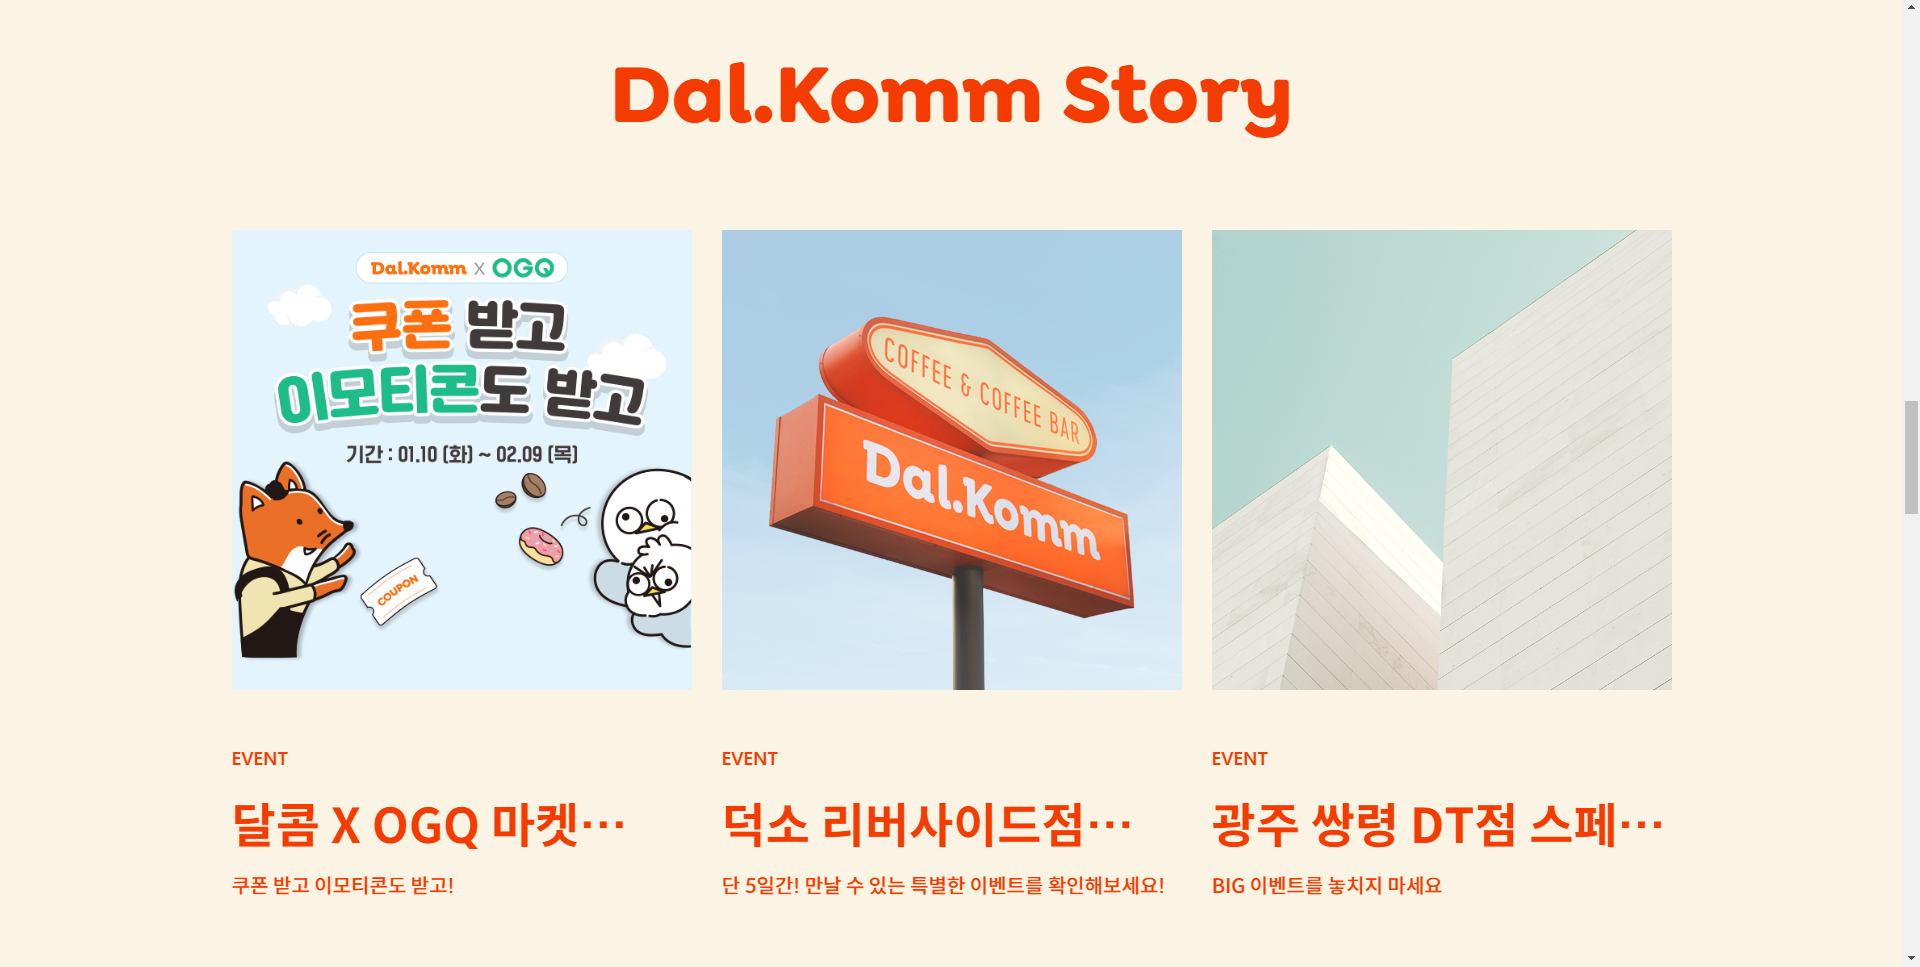 Dal.Komm Story
Dal.Komm X OGQ
쿠폰 받고
이모티콘도 받고
기간 : 01.10 (화) ~ 02.09 (목)
COUPON
COFFEE & COFFEE BAR
Dal.Komm
EVENT
달콤 X OGQ 마켓…
쿠폰 받고 이모티콘도 받고!
EVENT
덕소 리버사이드점…
단 5일간! 만날 수 있는 특별한 이벤트를 확인해보세요!
EVENT
광주 쌍령 DT점 스페…
BIG 이벤트를 놓치지 마세요